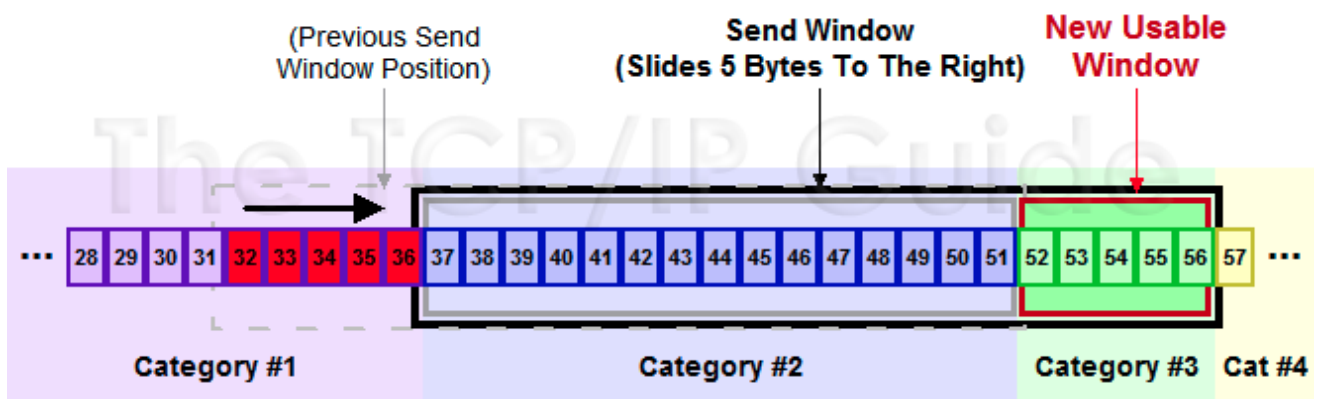 (Previous Send
Window Position)
Send Window
(Slides 5 Bytes To The Right)
New Usable
Window
The TCP/IP Guide
... 28 29 30 31 32 33 34 35 36 37 38 39 40 41 42 43 44 45 46 47 48 49 50 51 52 53 54 55 56 57 ...
Category #1
Category #2
Category #3
Cat #4